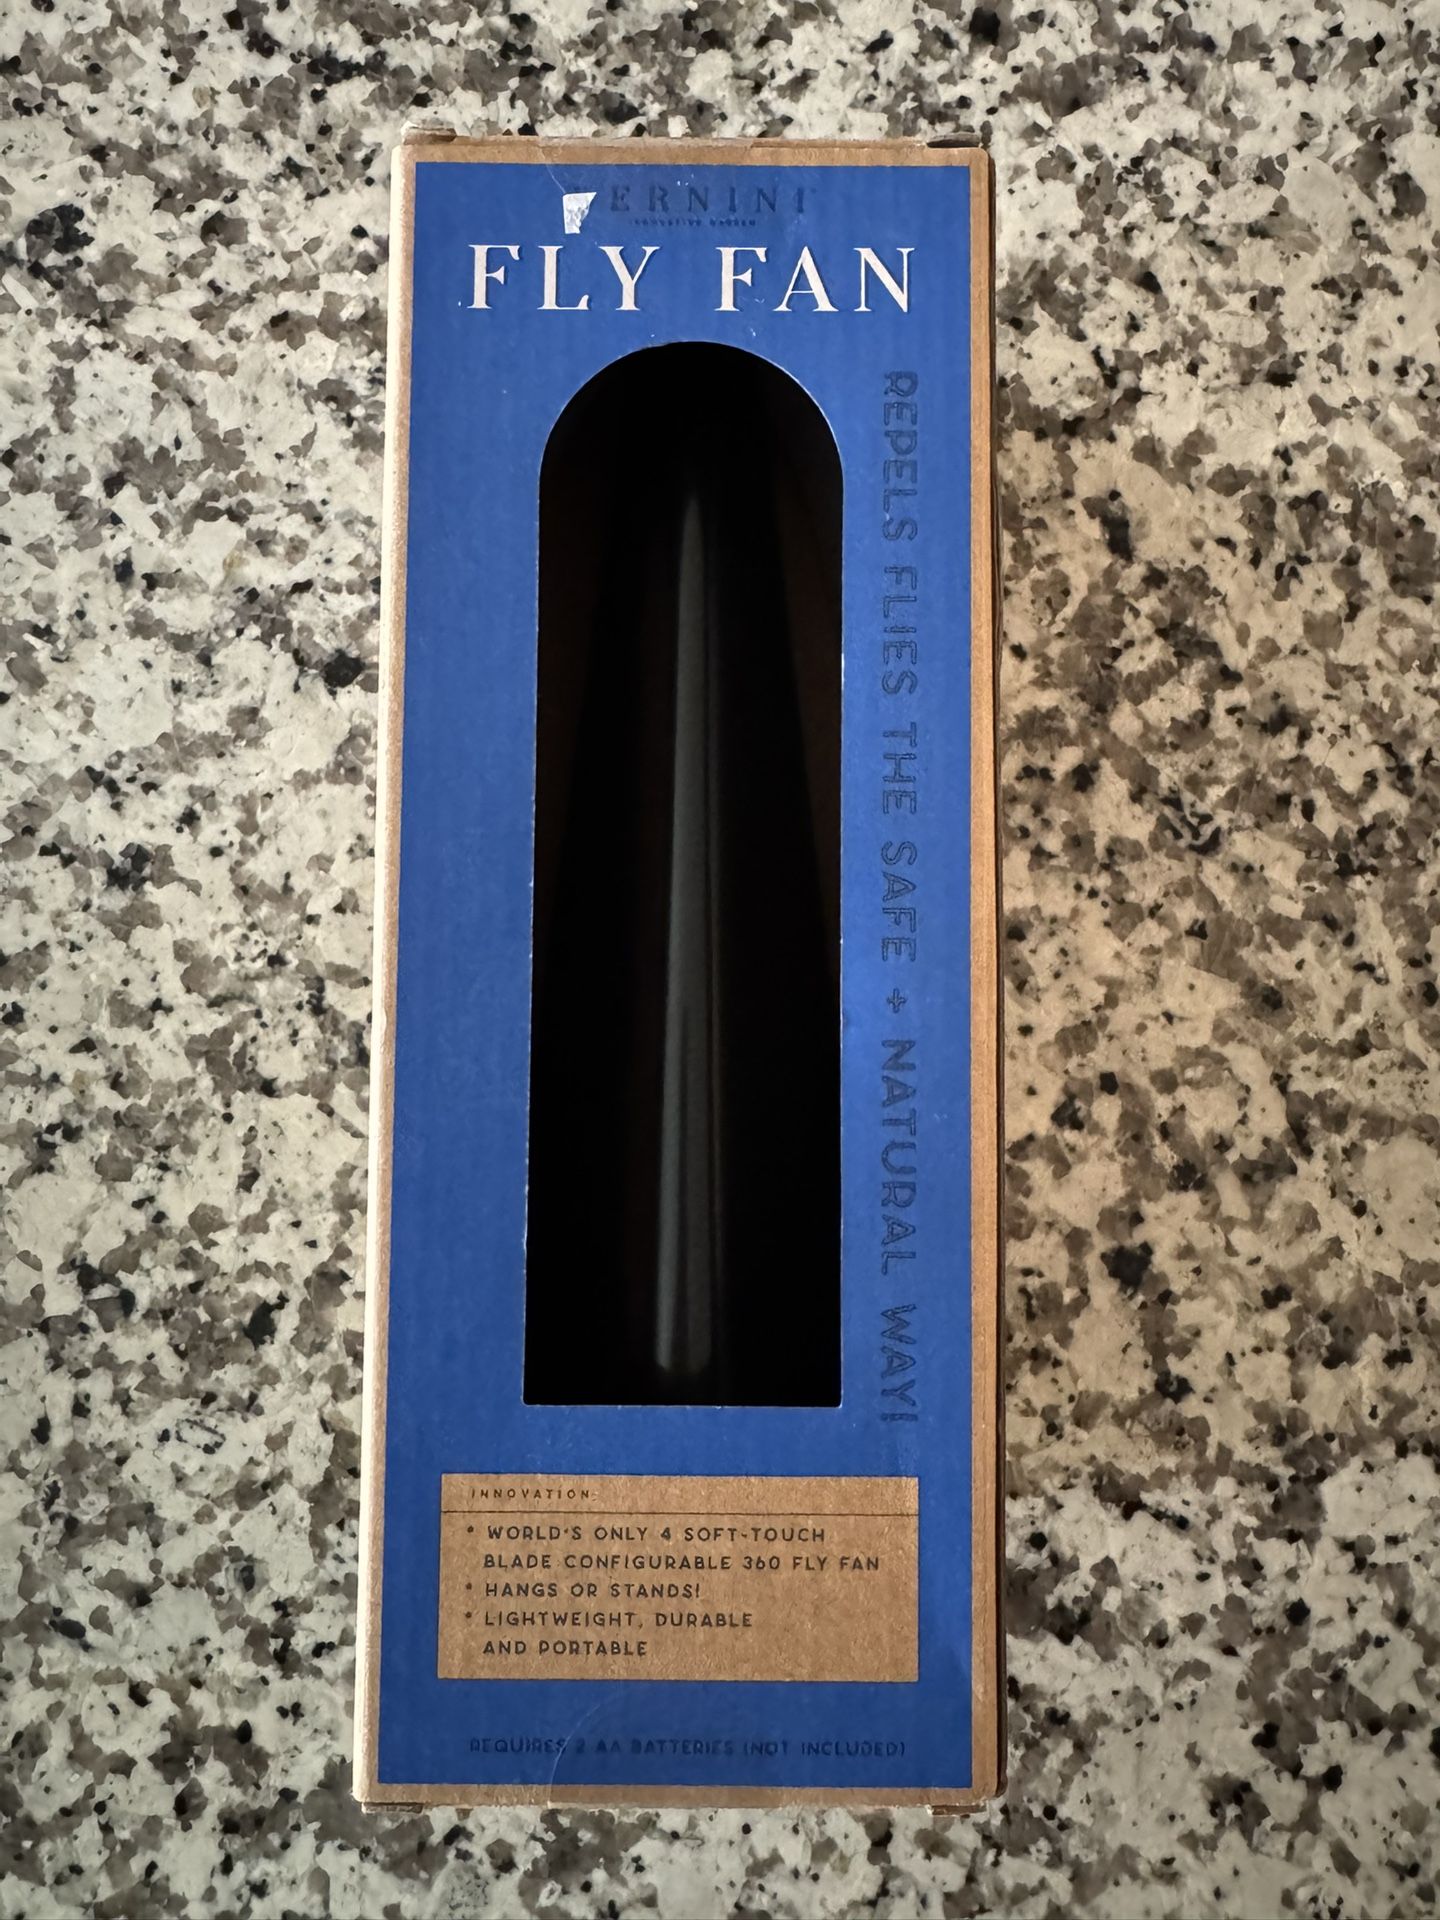 ERNINI
FLY FAN
REPELS FLIES THE SAFE + NATURAL WAY!
INNOVATION:
• WORLD'S ONLY 4 SOFT-TOUCH
BLADE CONFIGURABLE 360 FLY FAN
• HANGS OR STANDS!
• LIGHTWEIGHT, DURABLE
AND PORTABLE
REQUIRES 2 AA BATTERIES (NOT INCLUDED)